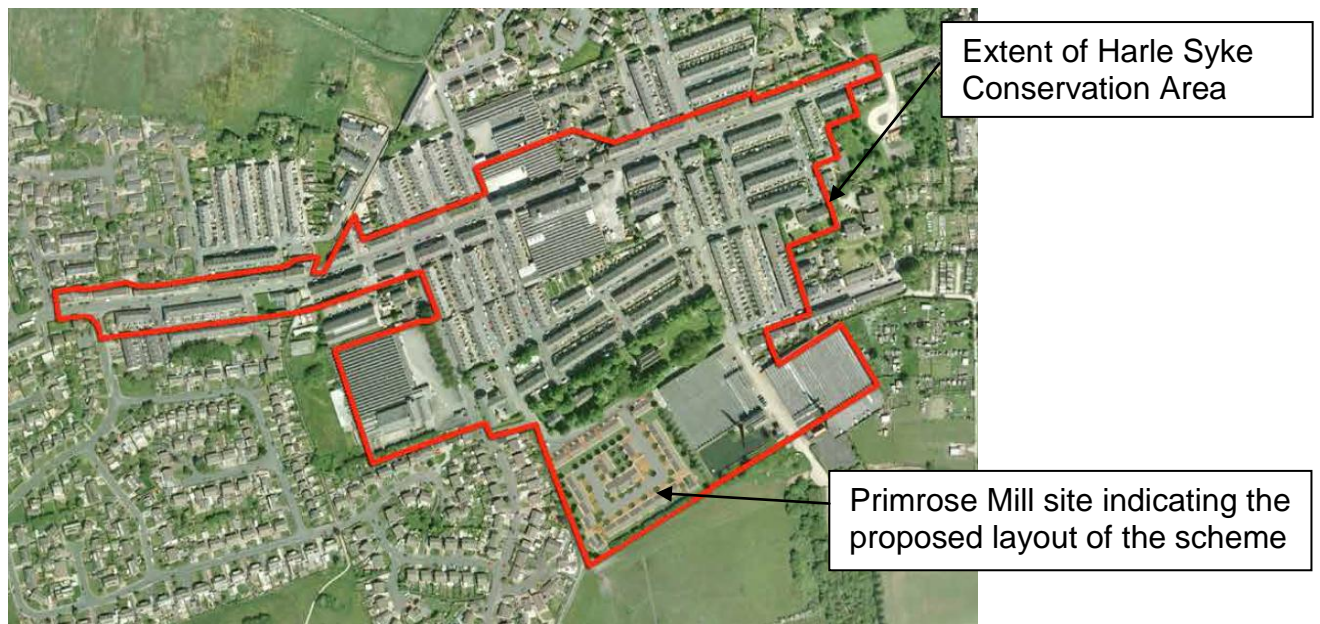 Extent of Harle Syke
Conservation Area
Primrose Mill site indicating the
proposed layout of the scheme